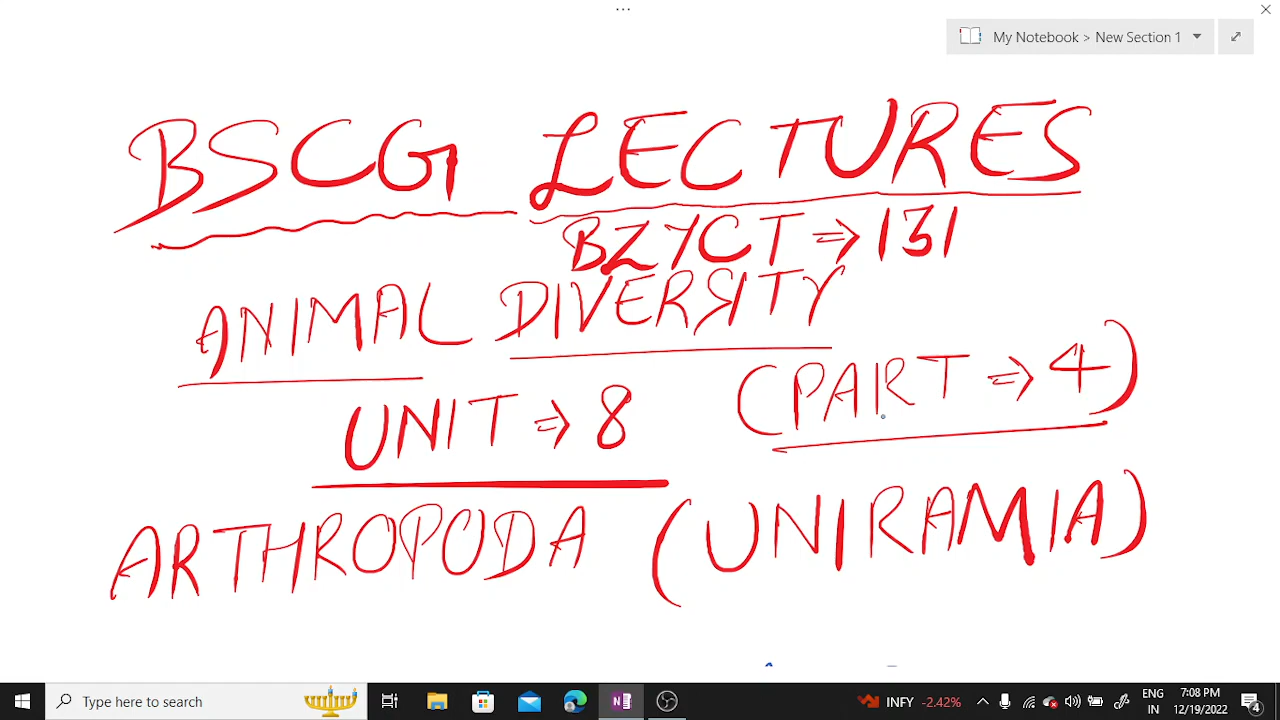 My Notebook > New Section 1
BSCG LECTURES
BZYCT ⇒ 131
ANIMAL DIVERSITY
(PART ⇒ 4)
UNIT ⇒ 8
ARTHROPODA (UNIRAMIA)
Type here to search
INFY -2.42%
ENG
IN
7:08 PM
12/19/2022
4